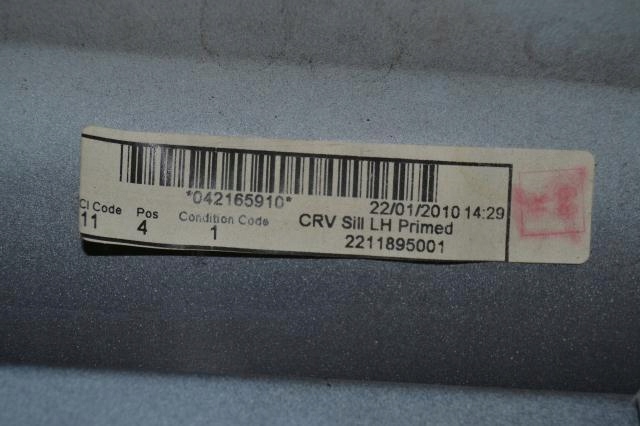 *042165910*
22/01/2010 14:29
Cl Code Pos Condition Code
11 4 1
CRV Sill LH Primed
2211895001